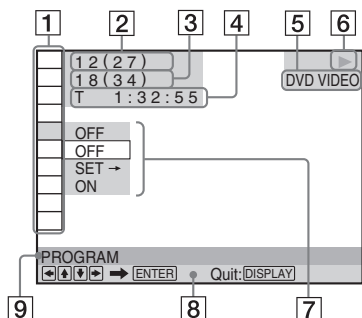 1 2 3 4 5 6
12(27)
18(34)
T 1:32:55
DVD VIDEO
OFF
OFF
SET →
ON
PROGRAM
ENTER Quit: DISPLAY
9 8 7